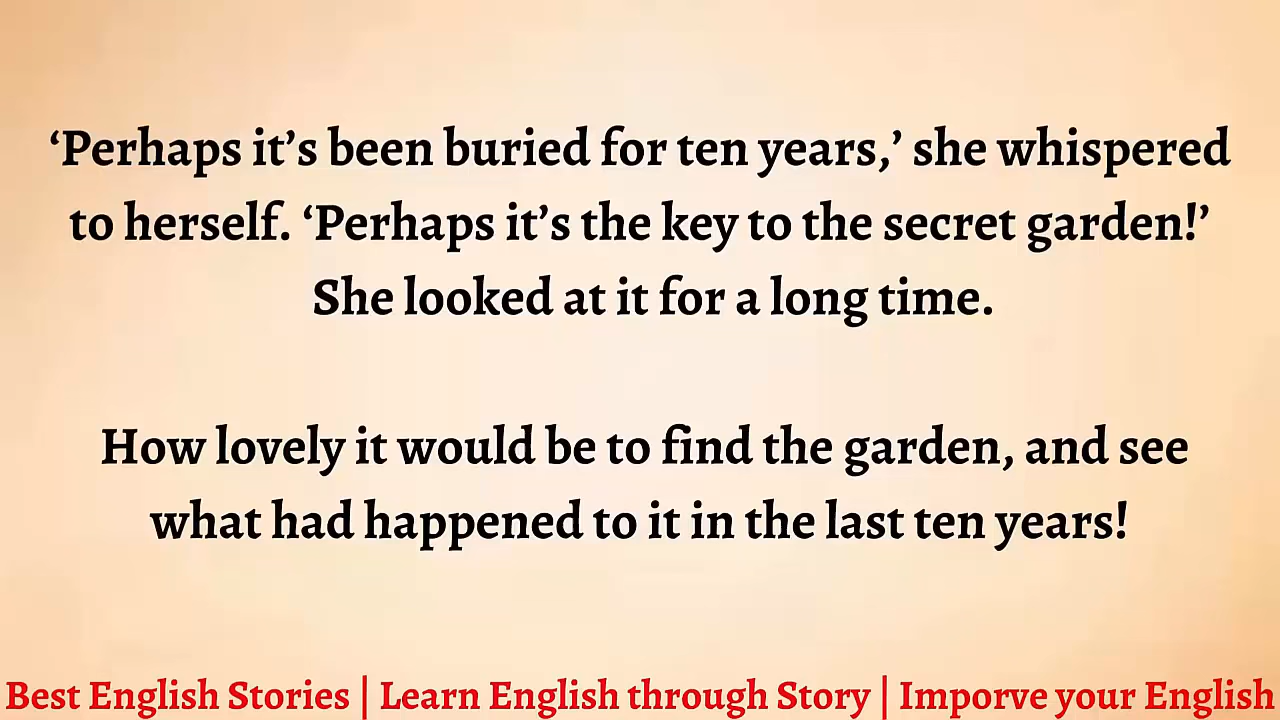 ‘Perhaps it’s been buried for ten years,’ she whispered
to herself. ‘Perhaps it’s the key to the secret garden!’
She looked at it for a long time.
How lovely it would be to find the garden, and see
what had happened to it in the last ten years!
Best English Stories | Learn English through Story | Imporve your English